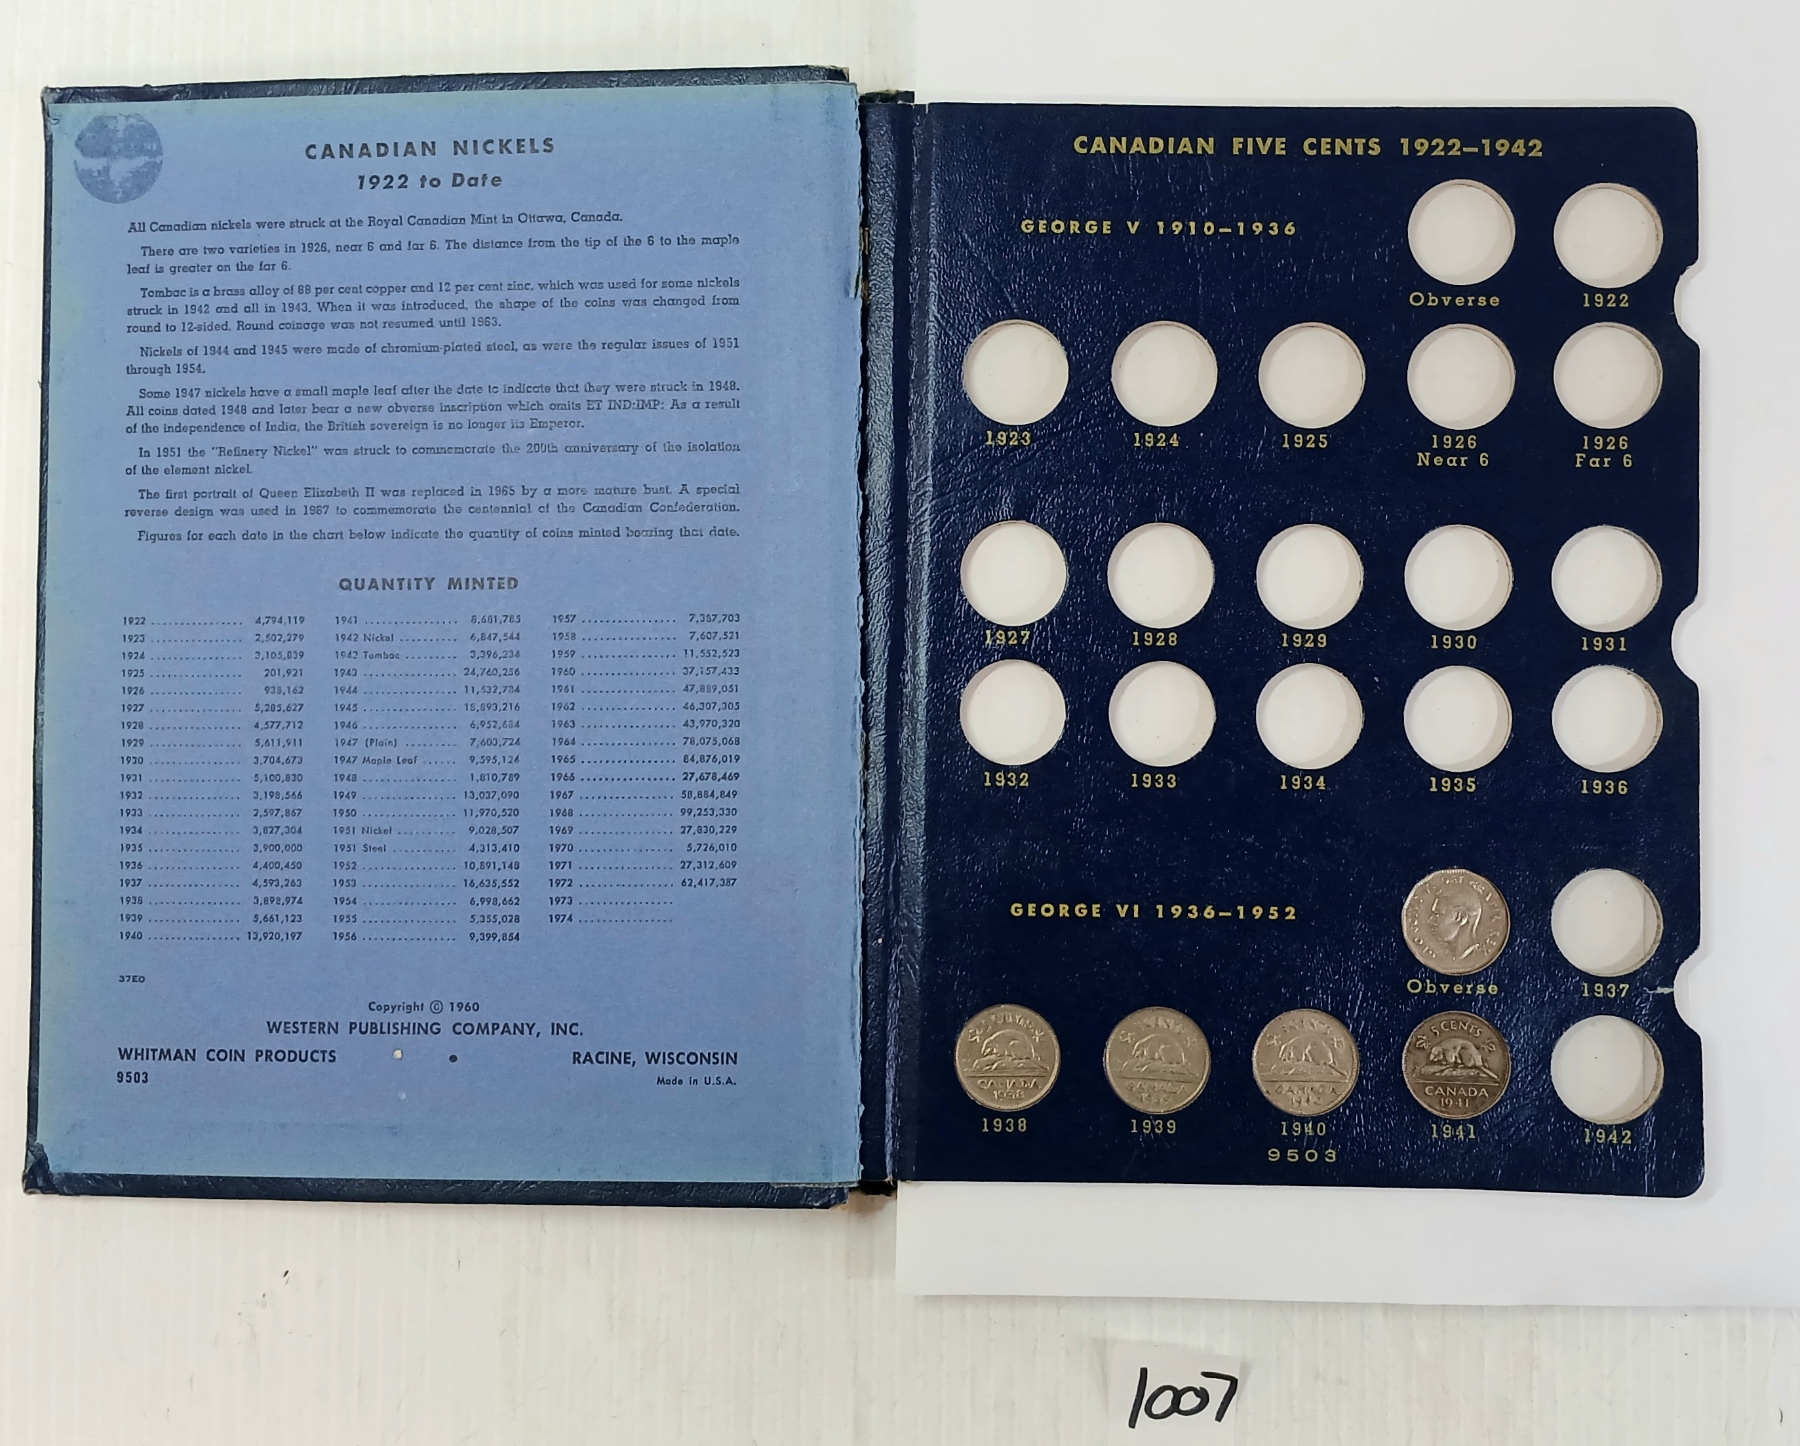 CANADIAN NICKELS
1922 to Date
All Canadian nickels were struck at the Royal Canadian Mint in Ottawa, Canada.
There are two varieties in 1926, near 6 and far 6. The distance from the tip of the 6 to the maple
leaf is greater on the far 6.
Tombac is a brass alloy of 88 per cent copper and 12 per cent zinc, which was used for some nickels
struck in 1942 and all in 1943. When it was introduced, the shape of the coins was changed from
round to 12-sided. Round coinage was not resumed until 1963.
Nickels of 1944 and 1945 were made of chromium-plated steel, as were the regular issues of 1951
through 1954.
Some 1947 nickels have a small maple leaf after the date to indicate that they were struck in 1948.
All coins dated 1948 and later bear a new obverse inscription which omits ET IND:IMP: As a result
of the independence of India, the British sovereign is no longer its Emperor.
In 1951 the "Refinery Nickel" was struck to commemorate the 200th anniversary of the isolation
of the element nickel.
The first portrait of Queen Elizabeth II was replaced in 1965 by a more mature bust. A special
reverse design was used in 1967 to commemorate the centennial of the Canadian Confederation.
Figures for each date in the chart below indicate the quantity of coins minted bearing that date.
QUANTITY MINTED
1922 ................ 4,794,119
1923 ................ 2,502,279
1924 ................ 3,105,839
1925 ................ 201,921
1926 ................ 938,162
1927 ................ 5,285,627
1928 ................ 4,577,712
1929 ................ 5,611,911
1930 ................ 3,704,673
1931 ................ 5,100,830
1932 ................ 3,198,566
1933 ................ 2,597,867
1934 ................ 3,827,304
1935 ................ 3,900,000
1936 ................ 4,400,450
1937 ................ 4,593,263
1938 ................ 3,898,974
1939 ................ 5,661,123
1940 ................ 13,920,197
1941 ................ 8,681,785
1942 Nickel .......... 6,847,544
1942 Tombac ......... 3,396,234
1943 ................ 24,760,256
1944 ................ 11,532,784
1945 ................ 18,893,216
1946 ................ 6,952,684
1947 (Plain) ......... 7,603,724
1947 Maple Leaf ..... 9,595,124
1948 ................ 1,810,789
1949 ................ 13,037,090
1950 ................ 11,970,520
1951 Nickel .......... 9,028,507
1951 Steel ........... 4,313,410
1952 ................ 10,891,148
1953 ................ 16,635,552
1954 ................ 6,998,662
1955 ................ 5,355,028
1956 ................ 9,399,854
1957 ................ 7,387,703
1958 ................ 7,607,521
1959 ................ 11,552,523
1960 ................ 37,157,433
1961 ................ 47,889,051
1962 ................ 46,307,305
1963 ................ 43,970,320
1964 ................ 78,075,068
1965 ................ 84,876,019
1966 ................ 27,678,469
1967 ................ 58,884,849
1968 ................ 99,253,330
1969 ................ 27,830,229
1970 ................ 5,726,010
1971 ................ 27,312,609
1972 ................ 62,417,387
1973 ................
1974 ................
37E0
Copyright © 1960
WESTERN PUBLISHING COMPANY, INC.
WHITMAN COIN PRODUCTS RACINE, WISCONSIN
9503 Made in U.S.A.
CANADIAN FIVE CENTS 1922–1942
GEORGE V 1910–1936
Obverse 1922
1923 1924 1925 1926 1926
Near 6 Far 6
1927 1928 1929 1930 1931
1932 1933 1934 1935 1936
GEORGE VI 1936–1952
Obverse 1937
CANADA
1938
CANADA
5 CENTS
CANADA
1941
1938 1939 1940 1941 1942
9503
1007